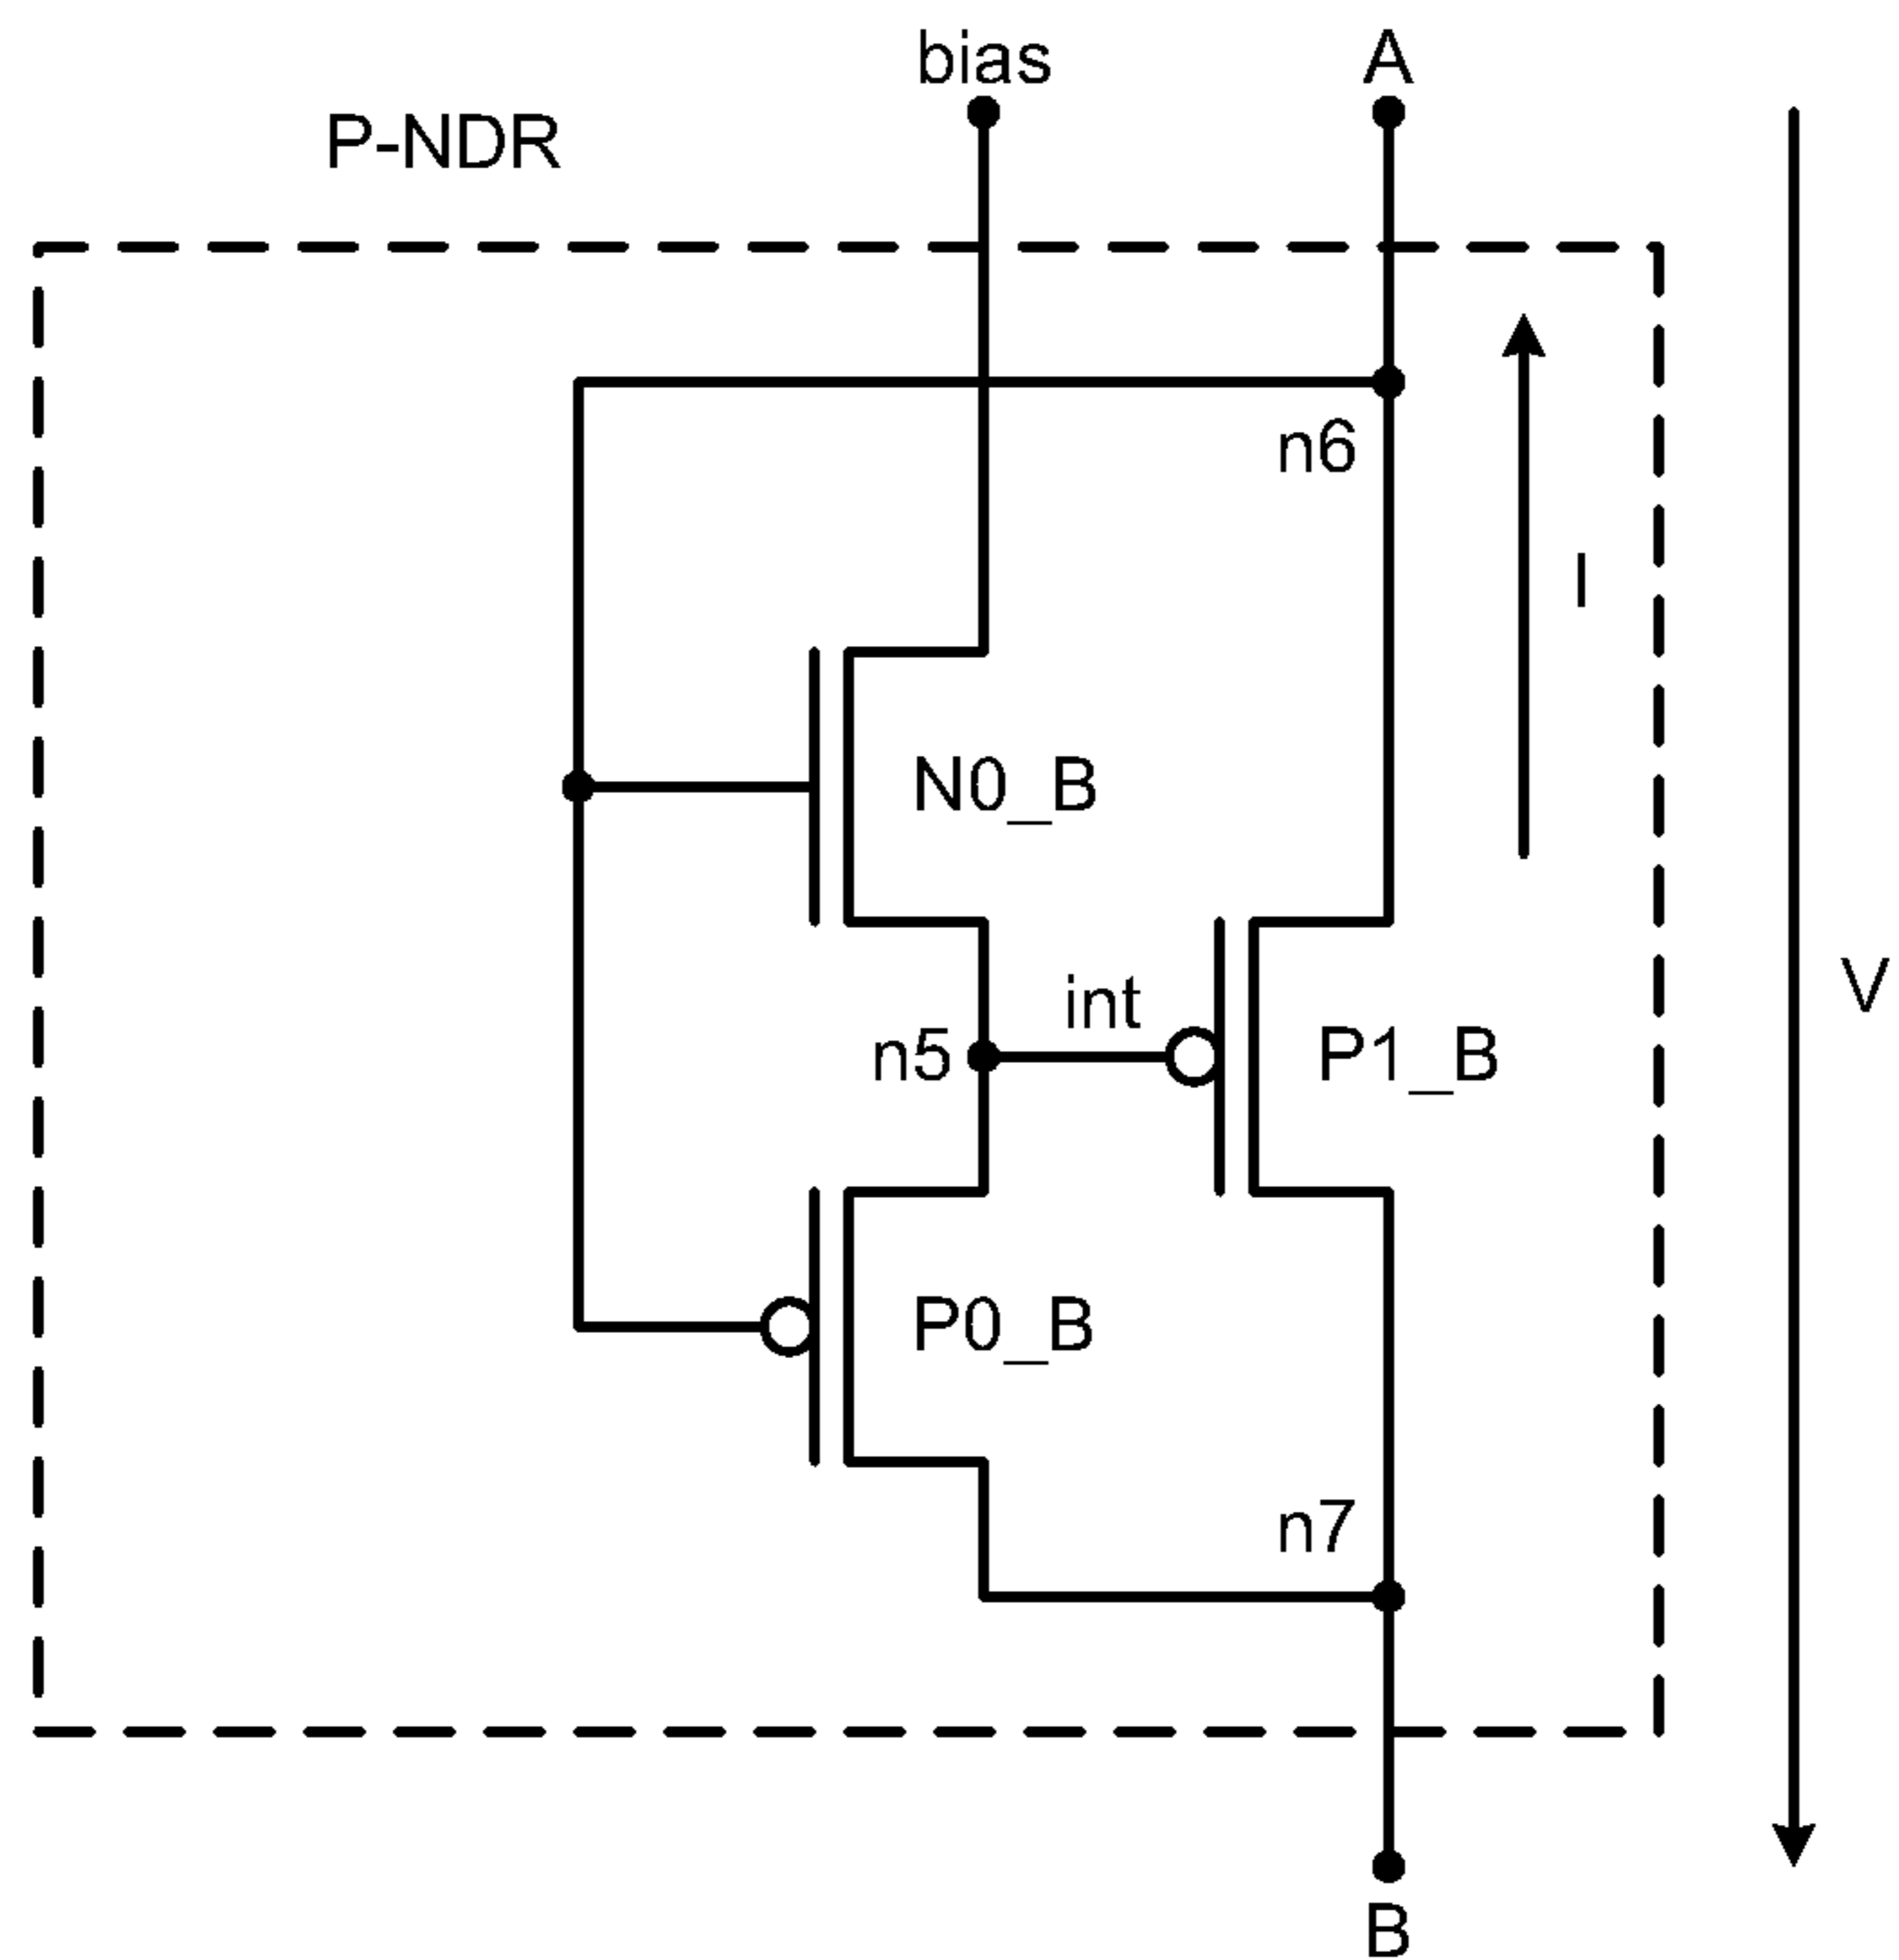 bias A
P-NDR
n6
I
N0_B
int
V
n5 P1_B
P0_B
n7
B